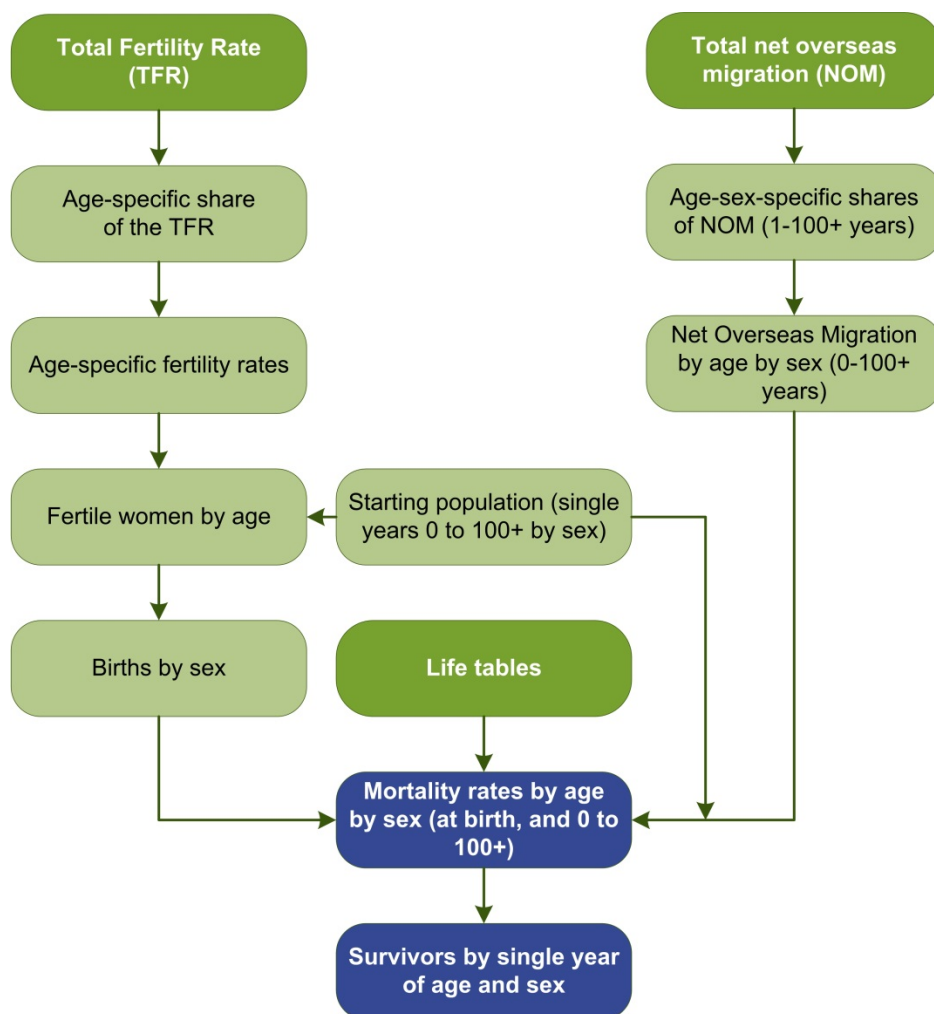 Total Fertility Rate
(TFR)
Total net overseas
migration (NOM)
Age-specific share
of the TFR
Age-sex-specific shares
of NOM (1-100+ years)
Age-specific fertility rates
Net Overseas Migration
by age by sex (0-100+
years)
Fertile women by age
Starting population (single
years 0 to 100+ by sex)
Births by sex
Life tables
Mortality rates by age
by sex (at birth, and 0 to
100+)
Survivors by single year
of age and sex